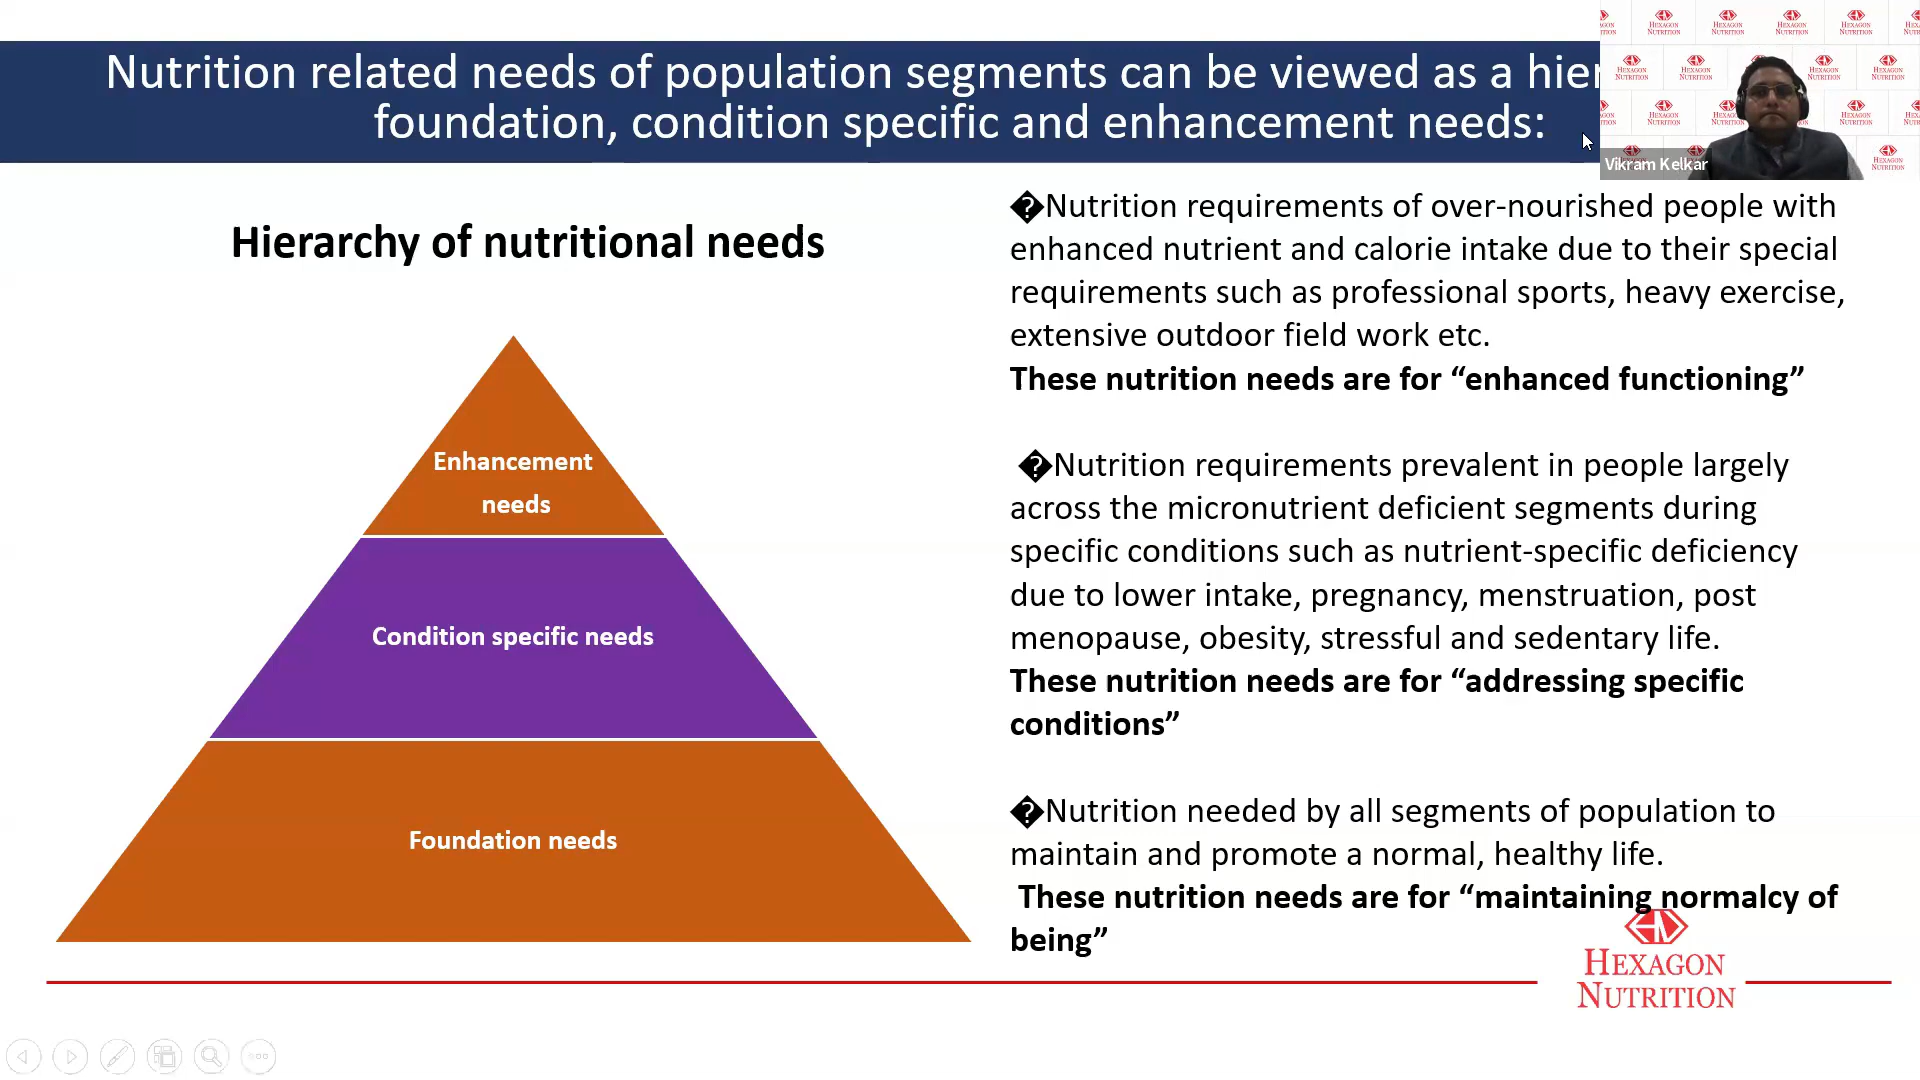 Nutrition related needs of population segments can be viewed as a hier
foundation, condition specific and enhancement needs:
HEXAGON
NUTRITION
Vikram Kelkar
Hierarchy of nutritional needs
Enhancement
needs
Condition specific needs
Foundation needs
�Nutrition requirements of over-nourished people with
enhanced nutrient and calorie intake due to their special
requirements such as professional sports, heavy exercise,
extensive outdoor field work etc.
These nutrition needs are for “enhanced functioning”
�Nutrition requirements prevalent in people largely
across the micronutrient deficient segments during
specific conditions such as nutrient-specific deficiency
due to lower intake, pregnancy, menstruation, post
menopause, obesity, stressful and sedentary life.
These nutrition needs are for “addressing specific
conditions”
�Nutrition needed by all segments of population to
maintain and promote a normal, healthy life.
These nutrition needs are for “maintaining normalcy of
being”
HEXAGON
NUTRITION